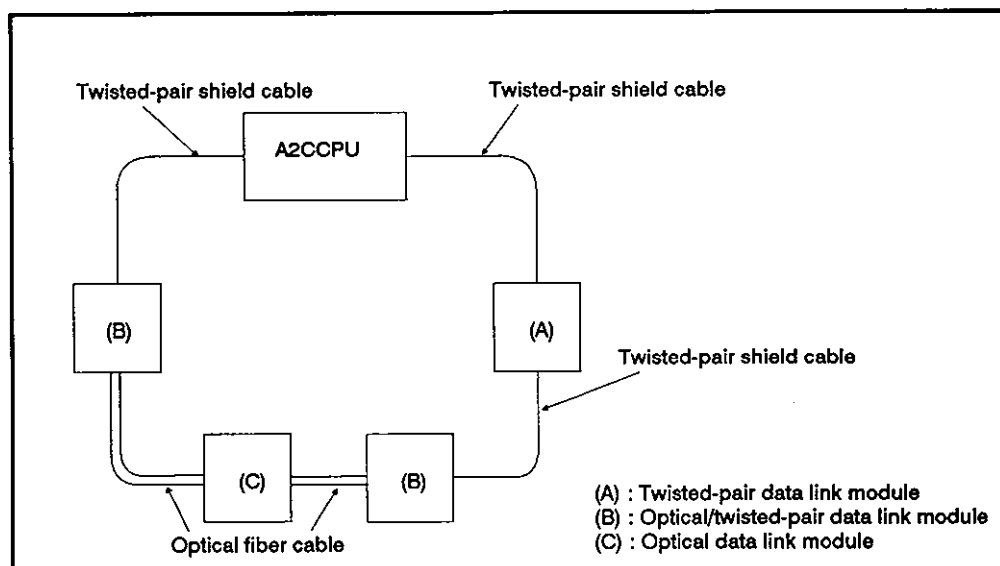 Twisted-pair shield cable
Twisted-pair shield cable
A2CCPU
(B)
(A)
Twisted-pair shield cable
(C)
(B)
Optical fiber cable
(A) : Twisted-pair data link module
(B) : Optical/twisted-pair data link module
(C) : Optical data link module